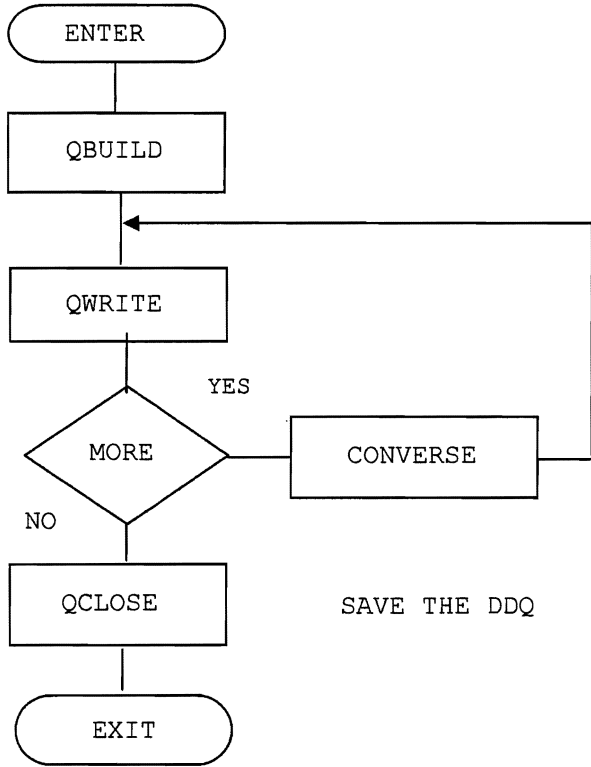 ENTER
QBUILD
QWRITE
YES
MORE
CONVERSE
NO
QCLOSE
SAVE THE DDQ
EXIT